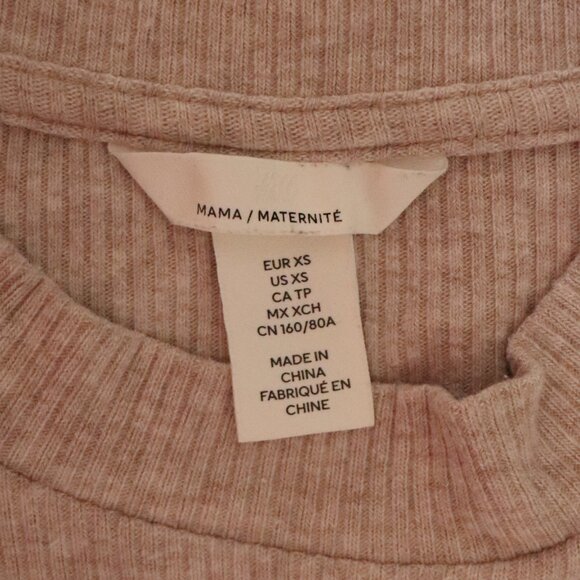 MAMA / MATERNITÉ
EUR XS
US XS
CA TP
MX XCH
CN 160/80A
MADE IN
CHINA
FABRIQUÉ EN
CHINE